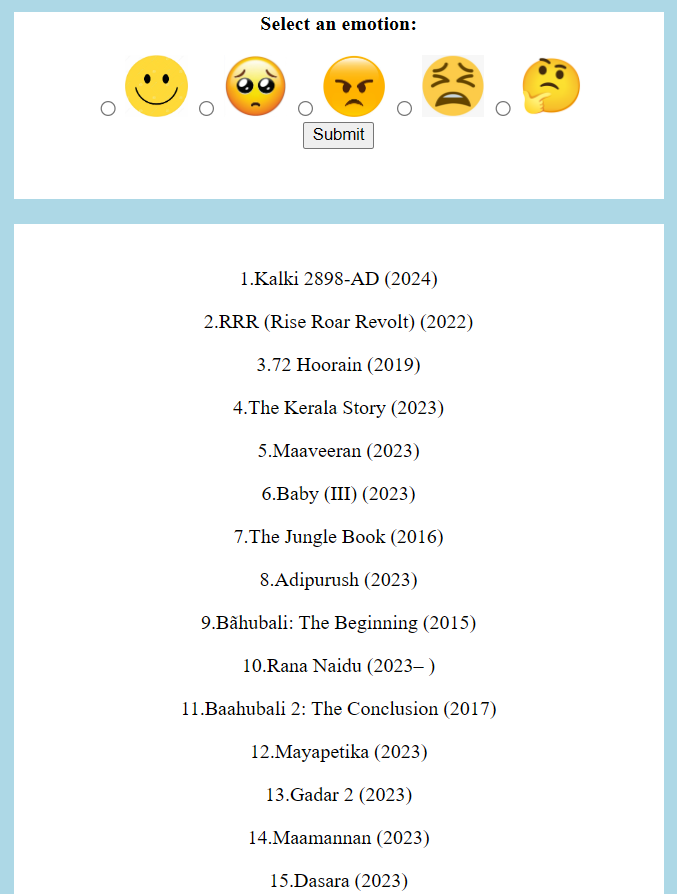 Select an emotion:
Submit
1.Kalki 2898-AD (2024)
2.RRR (Rise Roar Revolt) (2022)
3.72 Hoorain (2019)
4.The Kerala Story (2023)
5.Maaveeran (2023)
6.Baby (III) (2023)
7.The Jungle Book (2016)
8.Adipurush (2023)
9.Bãhubali: The Beginning (2015)
10.Rana Naidu (2023– )
11.Baahubali 2: The Conclusion (2017)
12.Mayapetika (2023)
13.Gadar 2 (2023)
14.Maamannan (2023)
15.Dasara (2023)